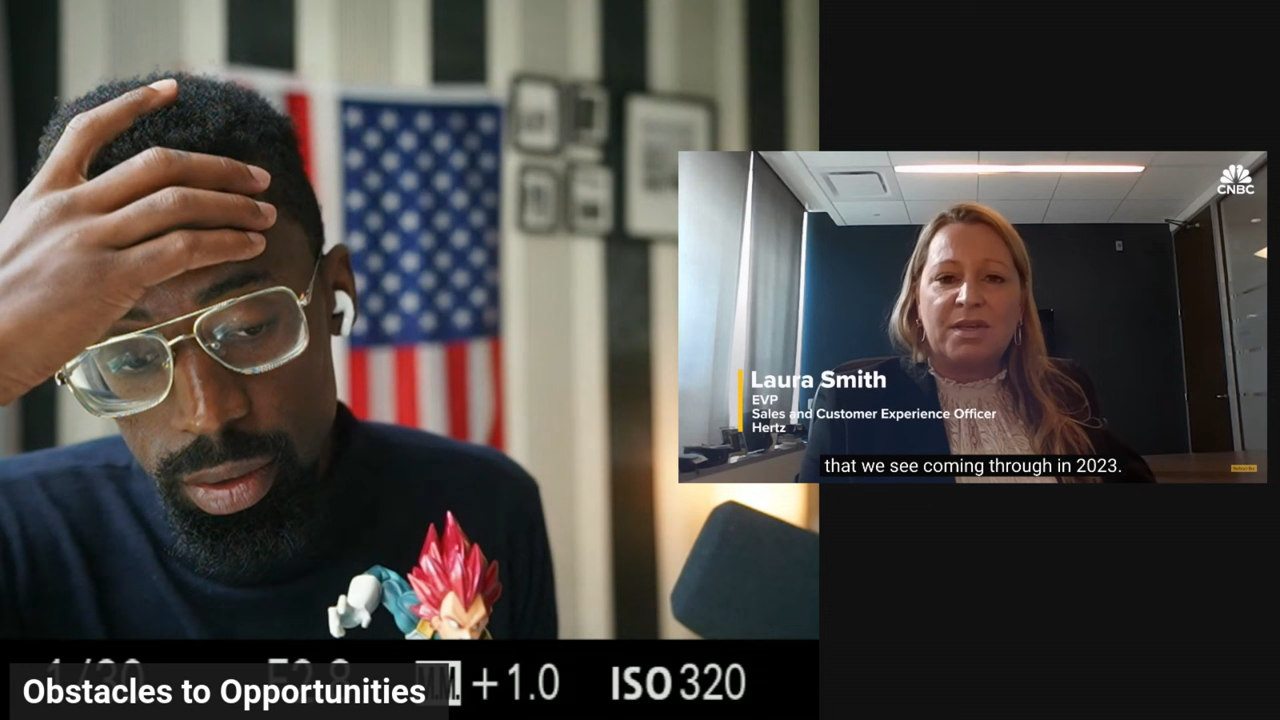 CNBC
Laura Smith
EVP
Sales and Customer Experience Officer
Hertz
that we see coming through in 2023.
M.M. +1.0 ISO 320
Obstacles to Opportunities